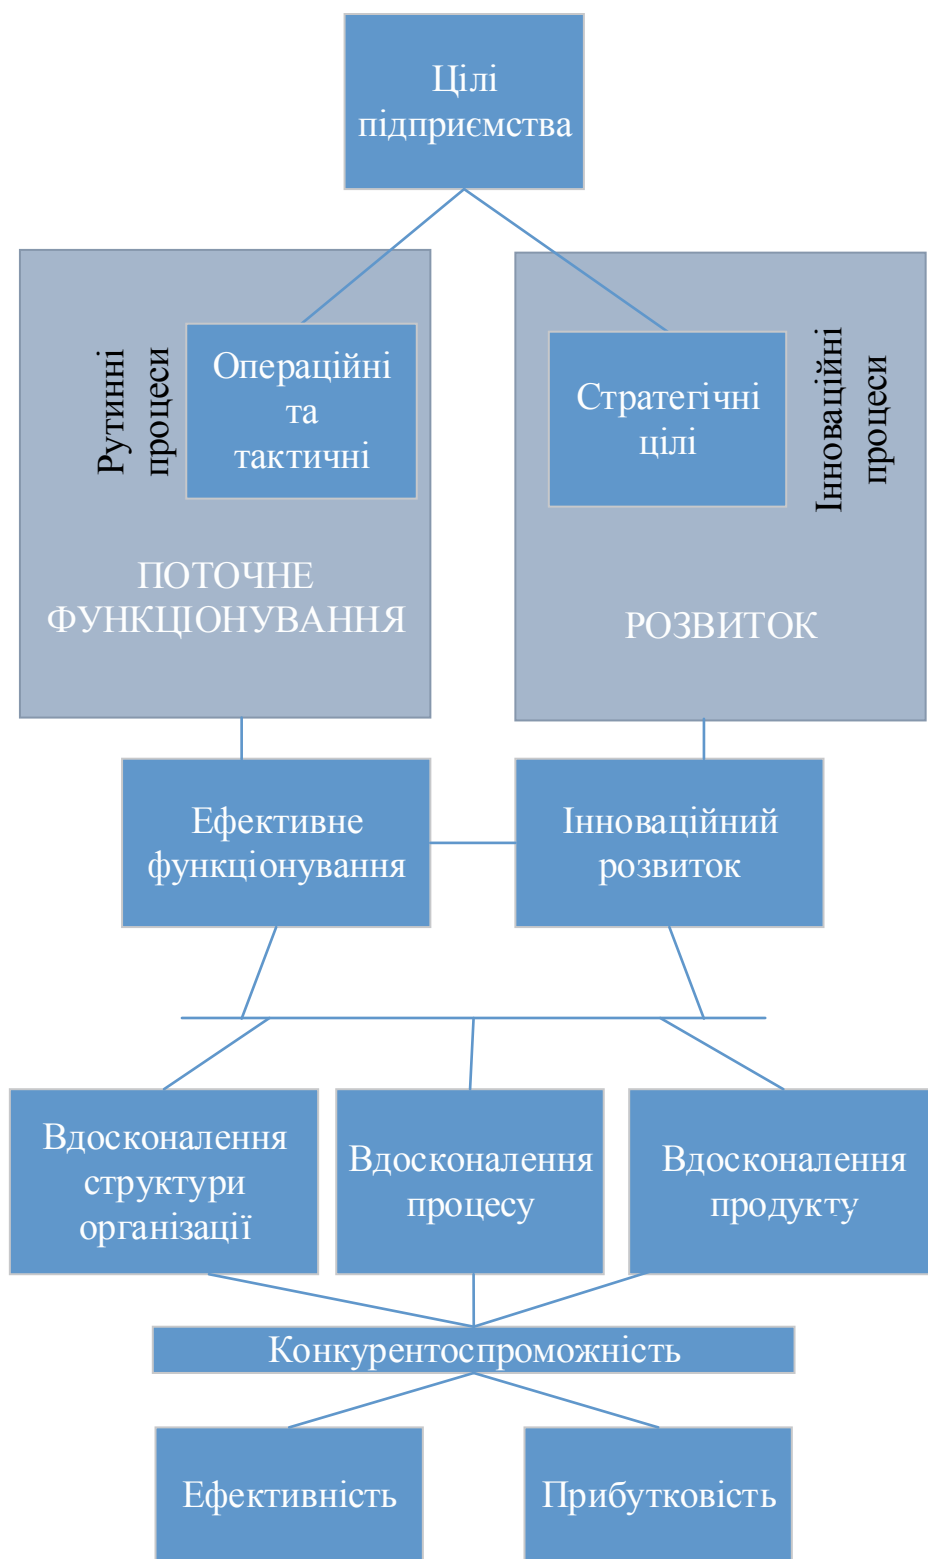 Цілі
підприємства
Рутинні
процеси
Операційні
та
тактичні
ПОТОЧНЕ
ФУНКЦІОНУВАННЯ
Стратегічні
цілі
Інноваційні
процеси
РОЗВИТОК
Ефективне
функціонування
Інноваційний
розвиток
Вдосконалення
структури
організації
Вдосконалення
процесу
Вдосконалення
продукту
Конкурентоспроможність
Ефективність
Прибутковість